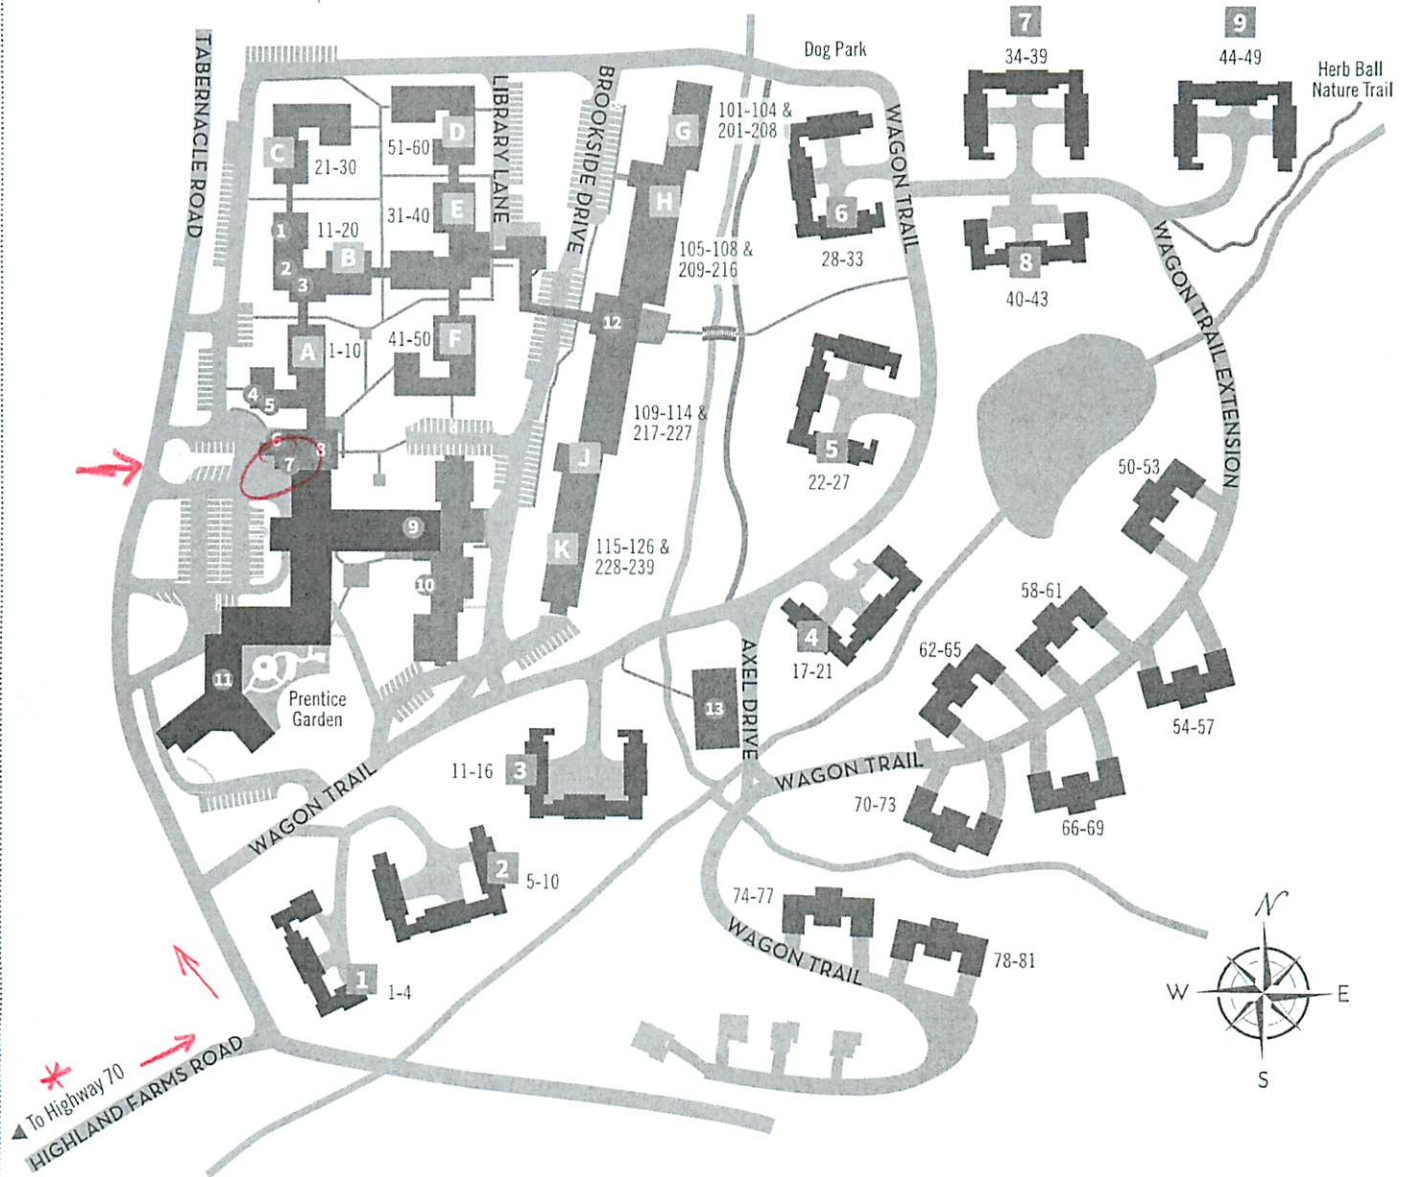 7
34-39
9
44-49
Dog Park
Herb Ball
Nature Trail
TABERNACLE ROAD
LIBRARY LANE
BROOKSIDE DRIVE
WAGON TRAIL
C
21-30
D
51-60
G
101-104 &
201-208
6
28-33
8
40-43
1
11-20
2
B
3
E
31-40
H
105-108 &
209-216
12
A
1-10
F
41-50
4
5
6
7
8
J
109-114 &
217-227
5
22-27
WAGON TRAIL EXTENSION
50-53
9
10
K
115-126 &
228-239
4
17-21
58-61
62-65
54-57
11
Prentice
Garden
13
AXEL DRIVE
WAGON TRAIL
11-16
3
WAGON TRAIL
70-73
66-69
2
5-10
1
1-4
74-77
WAGON TRAIL
78-81
N
W
E
S
*
To Highway 70
HIGHLAND FARMS ROAD